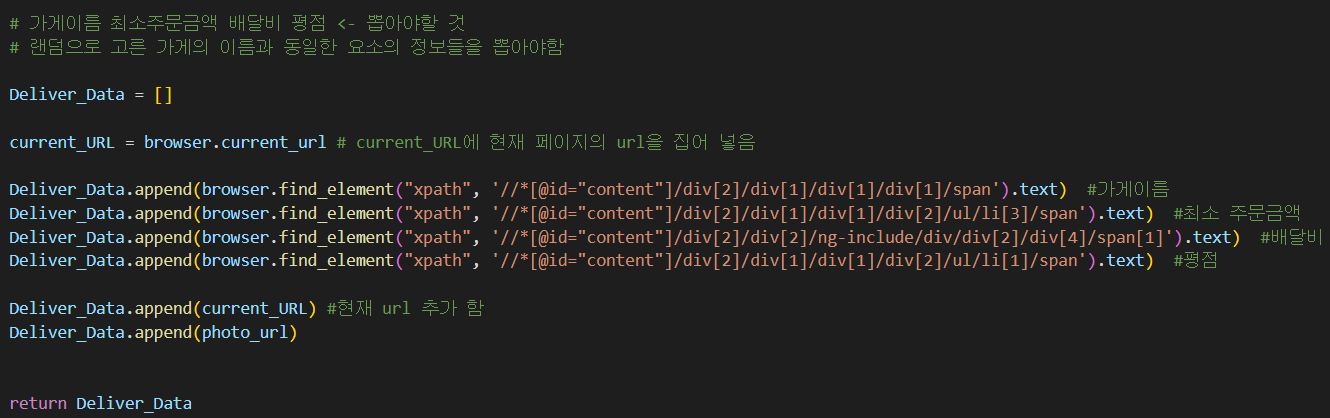 # 가게이름 최소주문금액 배달비 평점 <- 뽑아야할 것
# 랜덤으로 고른 가게의 이름과 동일한 요소의 정보들을 뽑아야함
Deliver_Data = []
current_URL = browser.current_url # current_URL에 현재 페이지의 url을 집어 넣음
Deliver_Data.append(browser.find_element("xpath", '//*[@id="content"]/div[2]/div[1]/div[1]/div[1]/span').text)  #가게이름
Deliver_Data.append(browser.find_element("xpath", '//*[@id="content"]/div[2]/div[1]/div[1]/div[2]/ul/li[3]/span').text)  #최소 주문금액
Deliver_Data.append(browser.find_element("xpath", '//*[@id="content"]/div[2]/div[2]/ng-include/div/div[2]/div[4]/span[1]').text)  #배달비
Deliver_Data.append(browser.find_element("xpath", '//*[@id="content"]/div[2]/div[1]/div[1]/div[2]/ul/li[1]/span').text)  #평점
Deliver_Data.append(current_URL) #현재 url 추가 함
Deliver_Data.append(photo_url)
return Deliver_Data